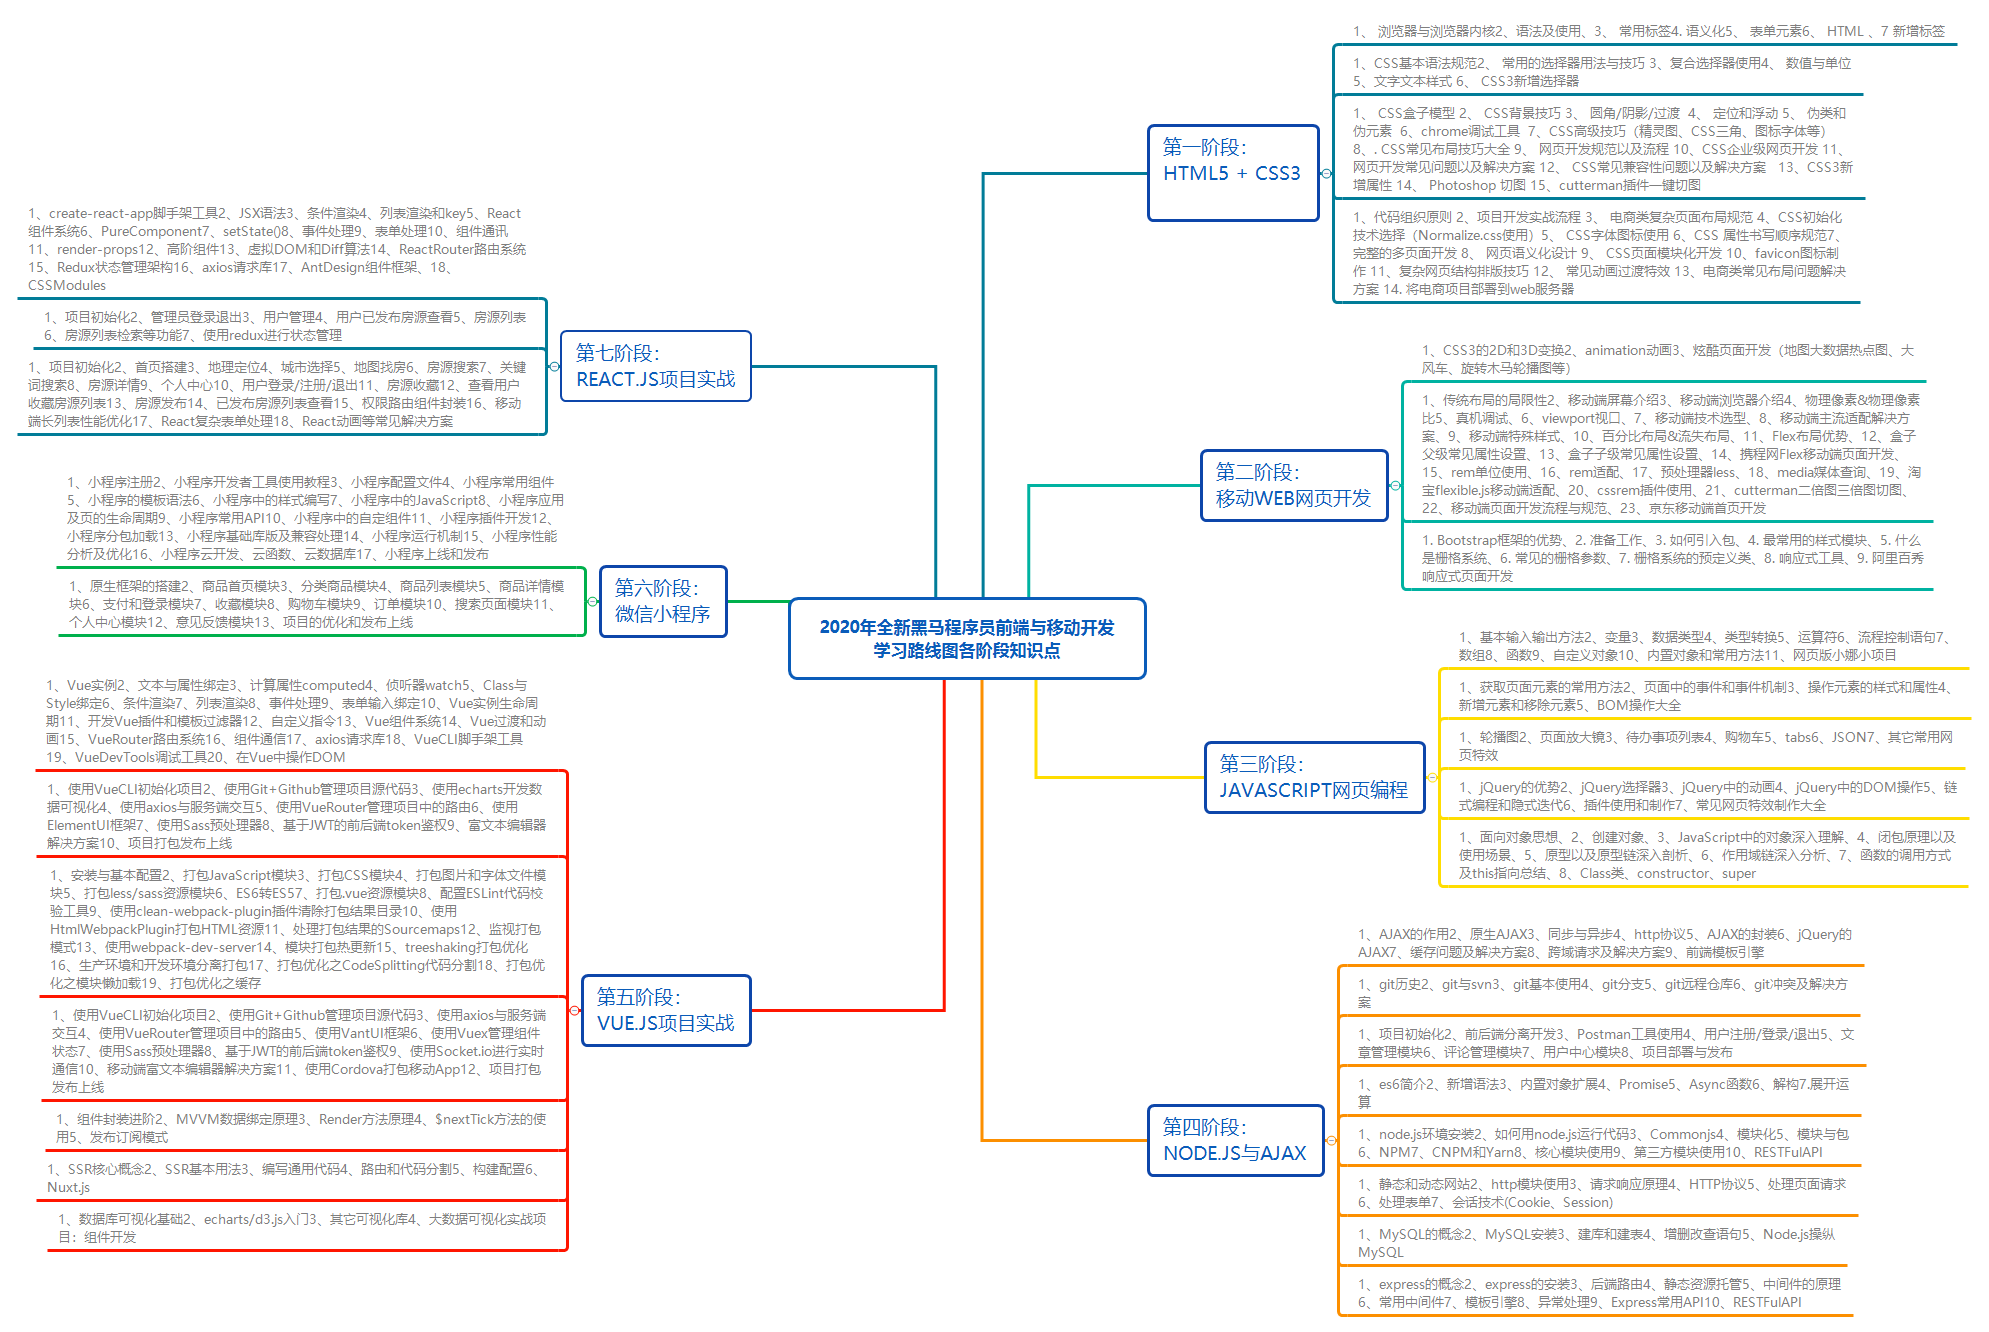 2020年全新黑马程序员前端与移动开发
学习路线图各阶段知识点
第一阶段：
HTML5 + CSS3
1、 浏览器与浏览器内核2、语法及使用、3、 常用标签4. 语义化5、 表单元素6、 HTML 、7 新增标签
1、CSS基本语法规范2、 常用的选择器用法与技巧 3、复合选择器使用4、 数值与单位
5、文字文本样式 6、 CSS3新增选择器
1、 CSS盒子模型 2、 CSS背景技巧 3、 圆角/阴影/过渡 4、 定位和浮动 5、 伪类和
伪元素 6、chrome调试工具 7、CSS高级技巧（精灵图、CSS三角、图标字体等）
8、. CSS常见布局技巧大全 9、 网页开发规范以及流程 10、CSS企业级网页开发 11、
网页开发常见问题以及解决方案 12、 CSS常见兼容性问题以及解决方案 13、CSS3新
增属性 14、 Photoshop 切图 15、cutterman插件一键切图
1、代码组织原则 2、项目开发实战流程 3、 电商类复杂页面布局规范 4、CSS初始化
技术选择（Normalize.css使用）5、 CSS字体图标使用 6、CSS 属性书写顺序规范7、
完整的多页面开发 8、 网页语义化设计 9、 CSS页面模块化开发 10、favicon图标制
作 11、复杂网页结构排版技巧 12、 常见动画过渡特效 13、电商类常见布局问题解决
方案 14. 将电商项目部署到web服务器
第二阶段：
移动WEB网页开发
1、CSS3的2D和3D变换2、animation动画3、炫酷页面开发（地图大数据热点图、大
风车、旋转木马轮播图等）
1、传统布局的局限性2、移动端屏幕介绍3、移动端浏览器介绍4、物理像素&物理像素
比5、真机调试、6、viewport视口、7、移动端技术选型、8、移动端主流适配解决方
案、9、移动端特殊样式、10、百分比布局&流失布局、11、Flex布局优势、12、盒子
父级常见属性设置、13、盒子子级常见属性设置、14、携程网Flex移动端页面开发、
15、rem单位使用、16、rem适配、17、预处理器less、18、media媒体查询、19、淘
宝flexible.js移动端适配、20、cssrem插件使用、21、cutterman二倍图三倍图切图、
22、移动端页面开发流程与规范、23、京东移动端首页开发
1. Bootstrap框架的优势、2. 准备工作、3. 如何引入包、4. 最常用的样式模块、5. 什么
是栅格系统、6. 常见的栅格参数、7. 栅格系统的预定义类、8. 响应式工具、9. 阿里百秀
响应式页面开发
第三阶段：
JAVASCRIPT网页编程
1、基本输入输出方法2、变量3、数据类型4、类型转换5、运算符6、流程控制语句7、
数组8、函数9、自定义对象10、内置对象和常用方法11、网页版小娜小项目
1、获取页面元素的常用方法2、页面中的事件和事件机制3、操作元素的样式和属性4、
新增元素和移除元素5、BOM操作大全
1、轮播图2、页面放大镜3、待办事项列表4、购物车5、tabs6、JSON7、其它常用网
页特效
1、jQuery的优势2、jQuery选择器3、jQuery中的动画4、jQuery中的DOM操作5、链
式编程和隐式迭代6、插件使用和制作7、常见网页特效制作大全
1、面向对象思想、2、创建对象、3、JavaScript中的对象深入理解、4、闭包原理以及
使用场景、5、原型以及原型链深入剖析、6、作用域链深入分析、7、函数的调用方式
及this指向总结、8、Class类、constructor、super
第四阶段：
NODE.JS与AJAX
1、AJAX的作用2、原生AJAX3、同步与异步4、http协议5、AJAX的封装6、jQuery的
AJAX7、缓存问题及解决方案8、跨域请求及解决方案9、前端模板引擎
1、git历史2、git与svn3、git基本使用4、git分支5、git远程仓库6、git冲突及解决方
案
1、项目初始化2、前后端分离开发3、Postman工具使用4、用户注册/登录/退出5、文
章管理模块6、评论管理模块7、用户中心模块8、项目部署与发布
1、es6简介2、新增语法3、内置对象扩展4、Promise5、Async函数6、解构7.展开运
算
1、node.js环境安装2、如何用node.js运行代码3、Commonjs4、模块化5、模块与包
6、NPM7、CNPM和Yarn8、核心模块使用9、第三方模块使用10、RESTFulAPI
1、静态和动态网站2、http模块使用3、请求响应原理4、HTTP协议5、处理页面请求
6、处理表单7、会话技术(Cookie、Session)
1、MySQL的概念2、MySQL安装3、建库和建表4、增删改查语句5、Node.js操纵
MySQL
1、express的概念2、express的安装3、后端路由4、静态资源托管5、中间件的原理
6、常用中间件7、模板引擎8、异常处理9、Express常用API10、RESTFulAPI
第七阶段：
REACT.JS项目实战
1、create-react-app脚手架工具2、JSX语法3、条件渲染4、列表渲染和key5、React
组件系统6、PureComponent7、setState()8、事件处理9、表单处理10、组件通讯
11、render-props12、高阶组件13、虚拟DOM和Diff算法14、ReactRouter路由系统
15、Redux状态管理架构16、axios请求库17、AntDesign组件框架、18、
CSSModules
1、项目初始化2、管理员登录退出3、用户管理4、用户已发布房源查看5、房源列表
6、房源列表检索等功能7、使用redux进行状态管理
1、项目初始化2、首页搭建3、地理定位4、城市选择5、地图找房6、房源搜索7、关键
词搜索8、房源详情9、个人中心10、用户登录/注册/退出11、房源收藏12、查看用户
收藏房源列表13、房源发布14、已发布房源列表查看15、权限路由组件封装16、移动
端长列表性能优化17、React复杂表单处理18、React动画等常见解决方案
第六阶段：
微信小程序
1、小程序注册2、小程序开发者工具使用教程3、小程序配置文件4、小程序常用组件
5、小程序的模板语法6、小程序中的样式编写7、小程序中的JavaScript8、小程序应用
及页的生命周期9、小程序常用API10、小程序中的自定组件11、小程序插件开发12、
小程序分包加载13、小程序基础库版及兼容处理14、小程序运行机制15、小程序性能
分析及优化16、小程序云开发、云函数、云数据库17、小程序上线和发布
1、原生框架的搭建2、商品首页模块3、分类商品模块4、商品列表模块5、商品详情模
块6、支付和登录模块7、收藏模块8、购物车模块9、订单模块10、搜索页面模块11、
个人中心模块12、意见反馈模块13、项目的优化和发布上线
第五阶段：
VUE.JS项目实战
1、Vue实例2、文本与属性绑定3、计算属性computed4、侦听器watch5、Class与
Style绑定6、条件渲染7、列表渲染8、事件处理9、表单输入绑定10、Vue实例生命周
期11、开发Vue插件和模板过滤器12、自定义指令13、Vue组件系统14、Vue过渡和动
画15、VueRouter路由系统16、组件通信17、axios请求库18、VueCLI脚手架工具
19、VueDevTools调试工具20、在Vue中操作DOM
1、使用VueCLI初始化项目2、使用Git+Github管理项目源代码3、使用echarts开发数
据可视化4、使用axios与服务端交互5、使用VueRouter管理项目中的路由6、使用
ElementUI框架7、使用Sass预处理器8、基于JWT的前后端token鉴权9、富文本编辑器
解决方案10、项目打包发布上线
1、安装与基本配置2、打包JavaScript模块3、打包CSS模块4、打包图片和字体文件模
块5、打包less/sass资源模块6、ES6转ES57、打包.vue资源模块8、配置ESLint代码校
验工具9、使用clean-webpack-plugin插件清除打包结果目录10、使用
HtmlWebpackPlugin打包HTML资源11、处理打包结果的Sourcemaps12、监视打包
模式13、使用webpack-dev-server14、模块打包热更新15、treeshaking打包优化
16、生产环境和开发环境分离打包17、打包优化之CodeSplitting代码分割18、打包优
化之模块懒加载19、打包优化之缓存
1、使用VueCLI初始化项目2、使用Git+Github管理项目源代码3、使用axios与服务端
交互4、使用VueRouter管理项目中的路由5、使用VantUI框架6、使用Vuex管理组件
状态7、使用Sass预处理器8、基于JWT的前后端token鉴权9、使用Socket.io进行实时
通信10、移动端富文本编辑器解决方案11、使用Cordova打包移动App12、项目打包
发布上线
1、组件封装进阶2、MVVM数据绑定原理3、Render方法原理4、$nextTick方法的使
用5、发布订阅模式
1、SSR核心概念2、SSR基本用法3、编写通用代码4、路由和代码分割5、构建配置6、
Nuxt.js
1、数据库可视化基础2、echarts/d3.js入门3、其它可视化库4、大数据可视化实战项
目：组件开发